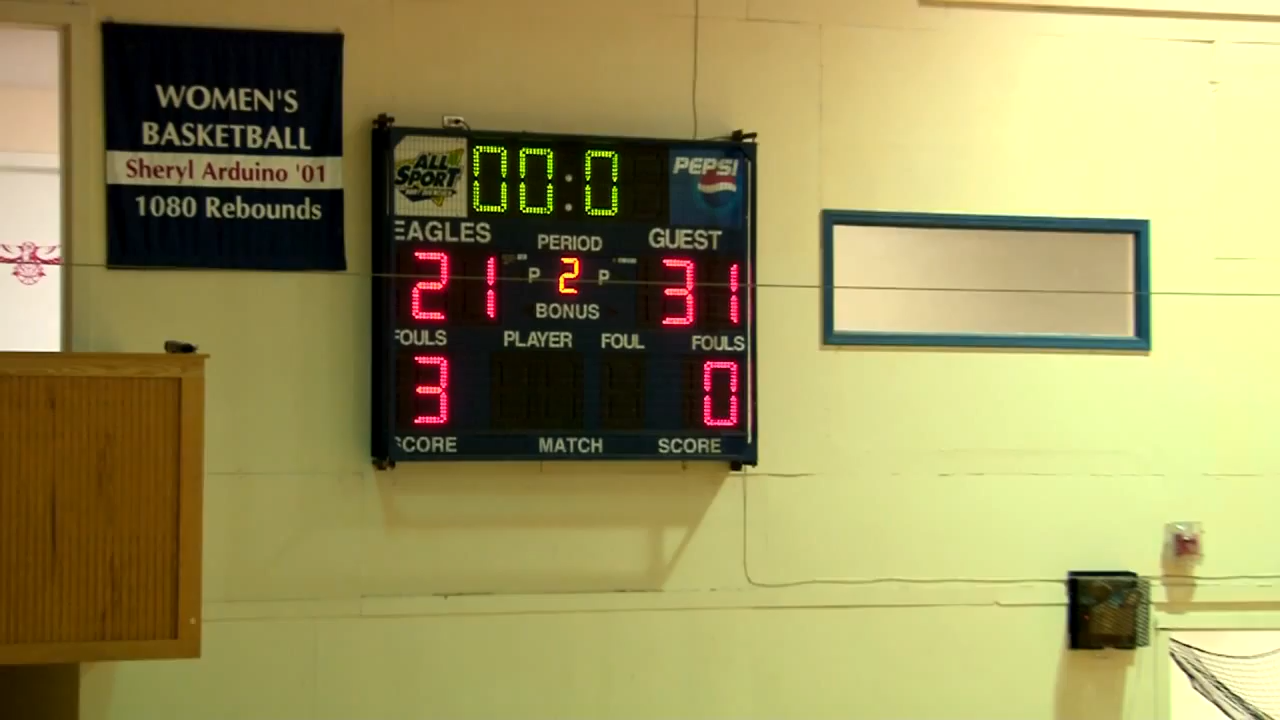 WOMEN'S
BASKETBALL
Sheryl Arduino '01
1080 Rebounds
ALL
SPORT
00:0
PEPSI
EAGLES
PERIOD
GUEST
21
P 2 P
31
BONUS
FOULS
PLAYER
FOUL
FOULS
3
0
SCORE
MATCH
SCORE